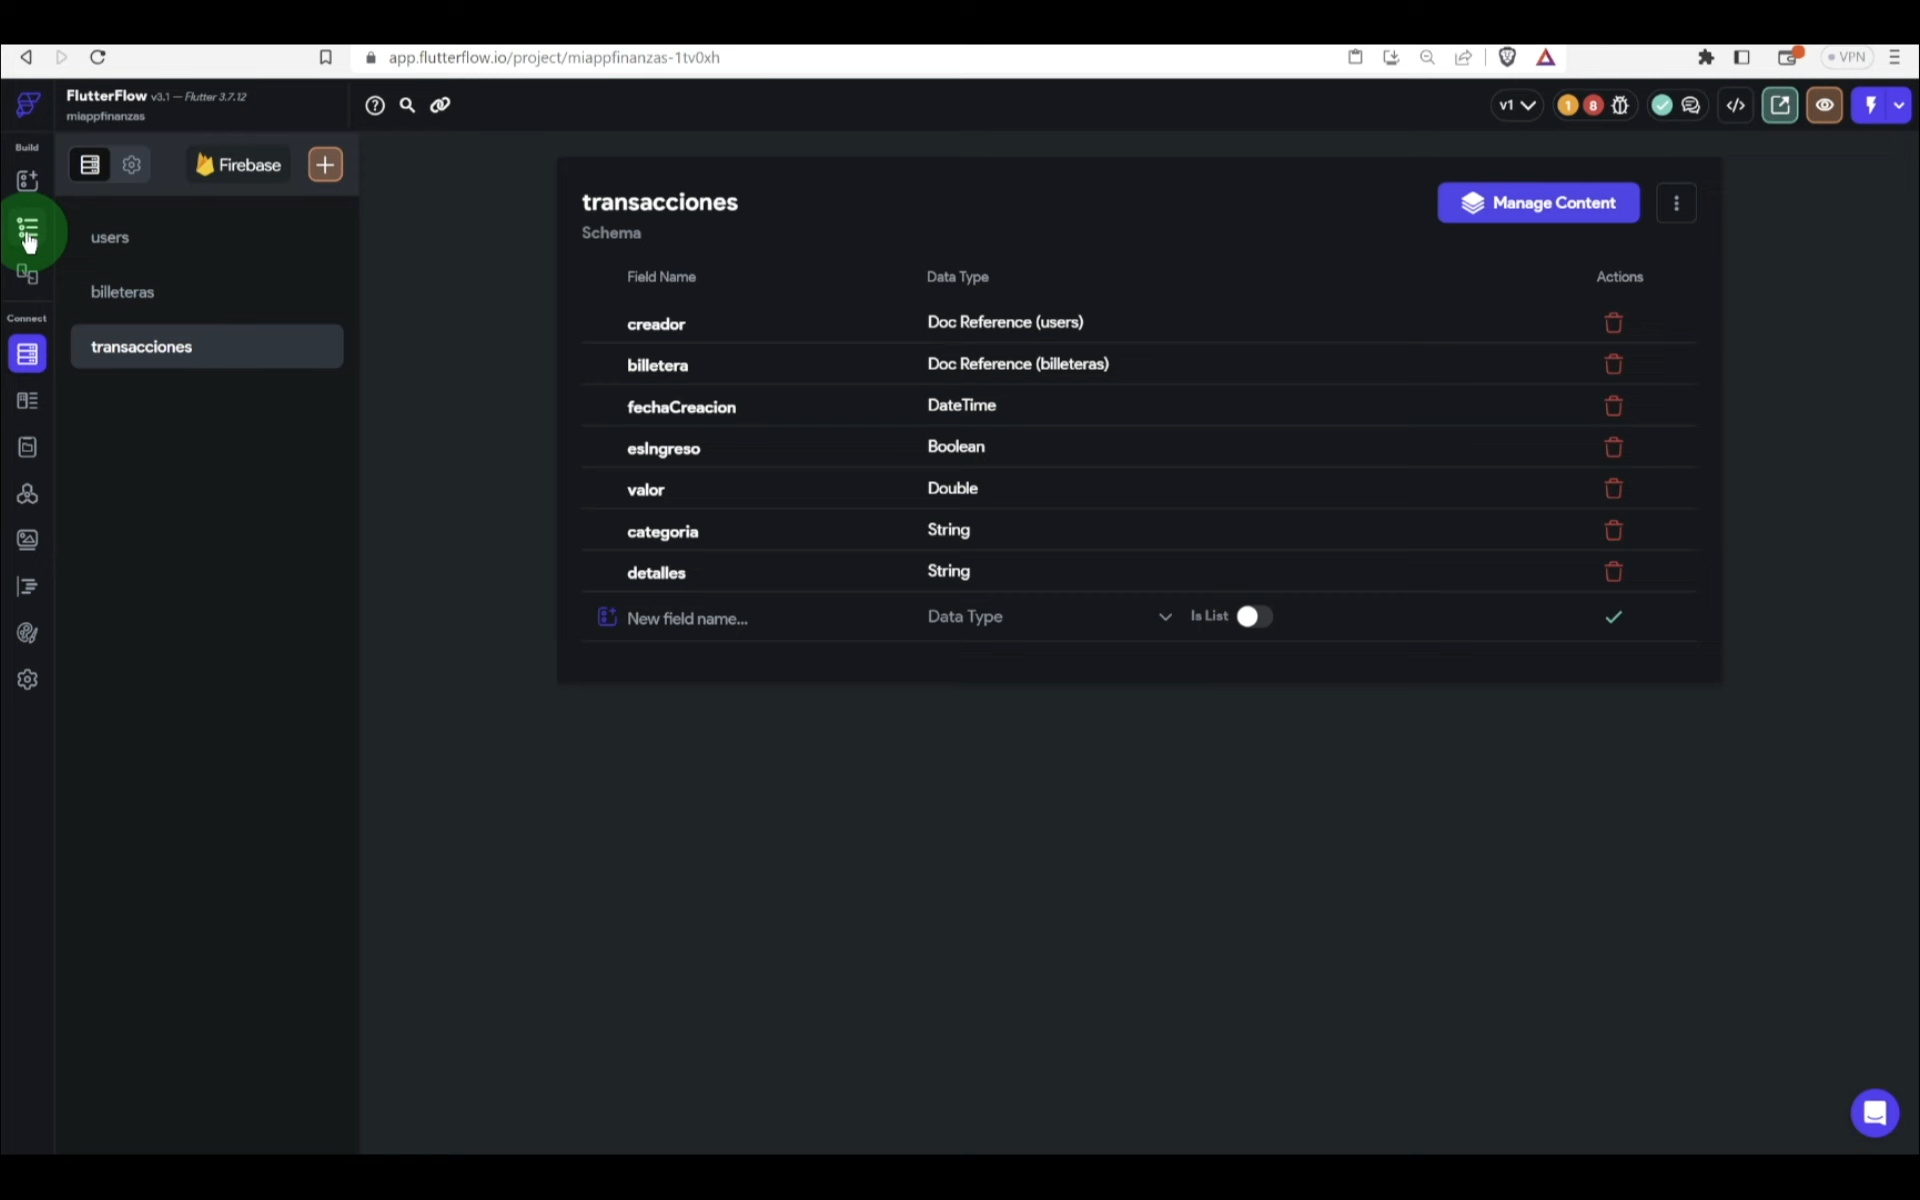 app.flutterflow.io/project/miappfinanzas-1tv0xh
VPN
FlutterFlow v3.1 — Flutter 3.7.12
miappfinanzas
v1
1
8
Build
Firebase
users
billeteras
Connect
transacciones
transacciones
Manage Content
Schema
Field Name Data Type Actions
creador Doc Reference (users)
billetera Doc Reference (billeteras)
fechaCreacion DateTime
esIngreso Boolean
valor Double
categoria String
detalles String
New field name... Data Type Is List